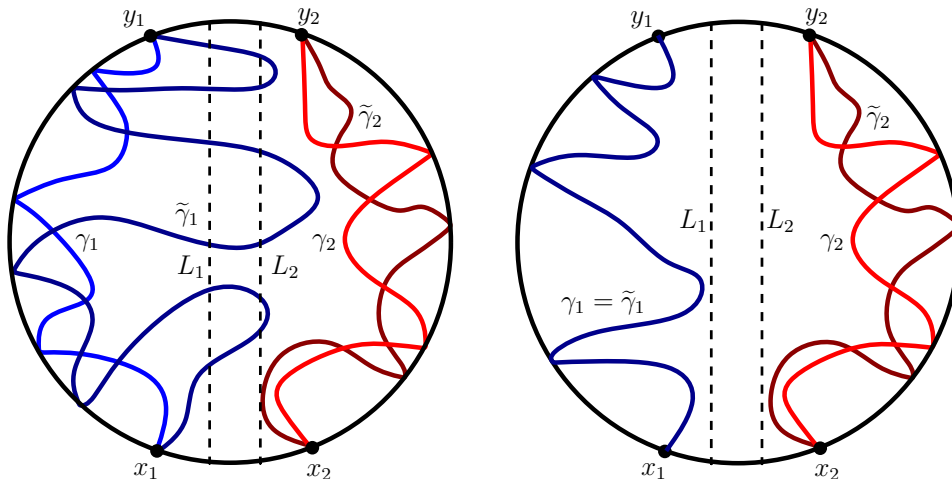 y₁ y₂
γ̃₂
γ₁ γ̃₁ L₁ L₂ γ₂
x₁ x₂
y₁ y₂
γ̃₂
L₁ L₂ γ₂
γ₁ = γ̃₁
x₁ x₂